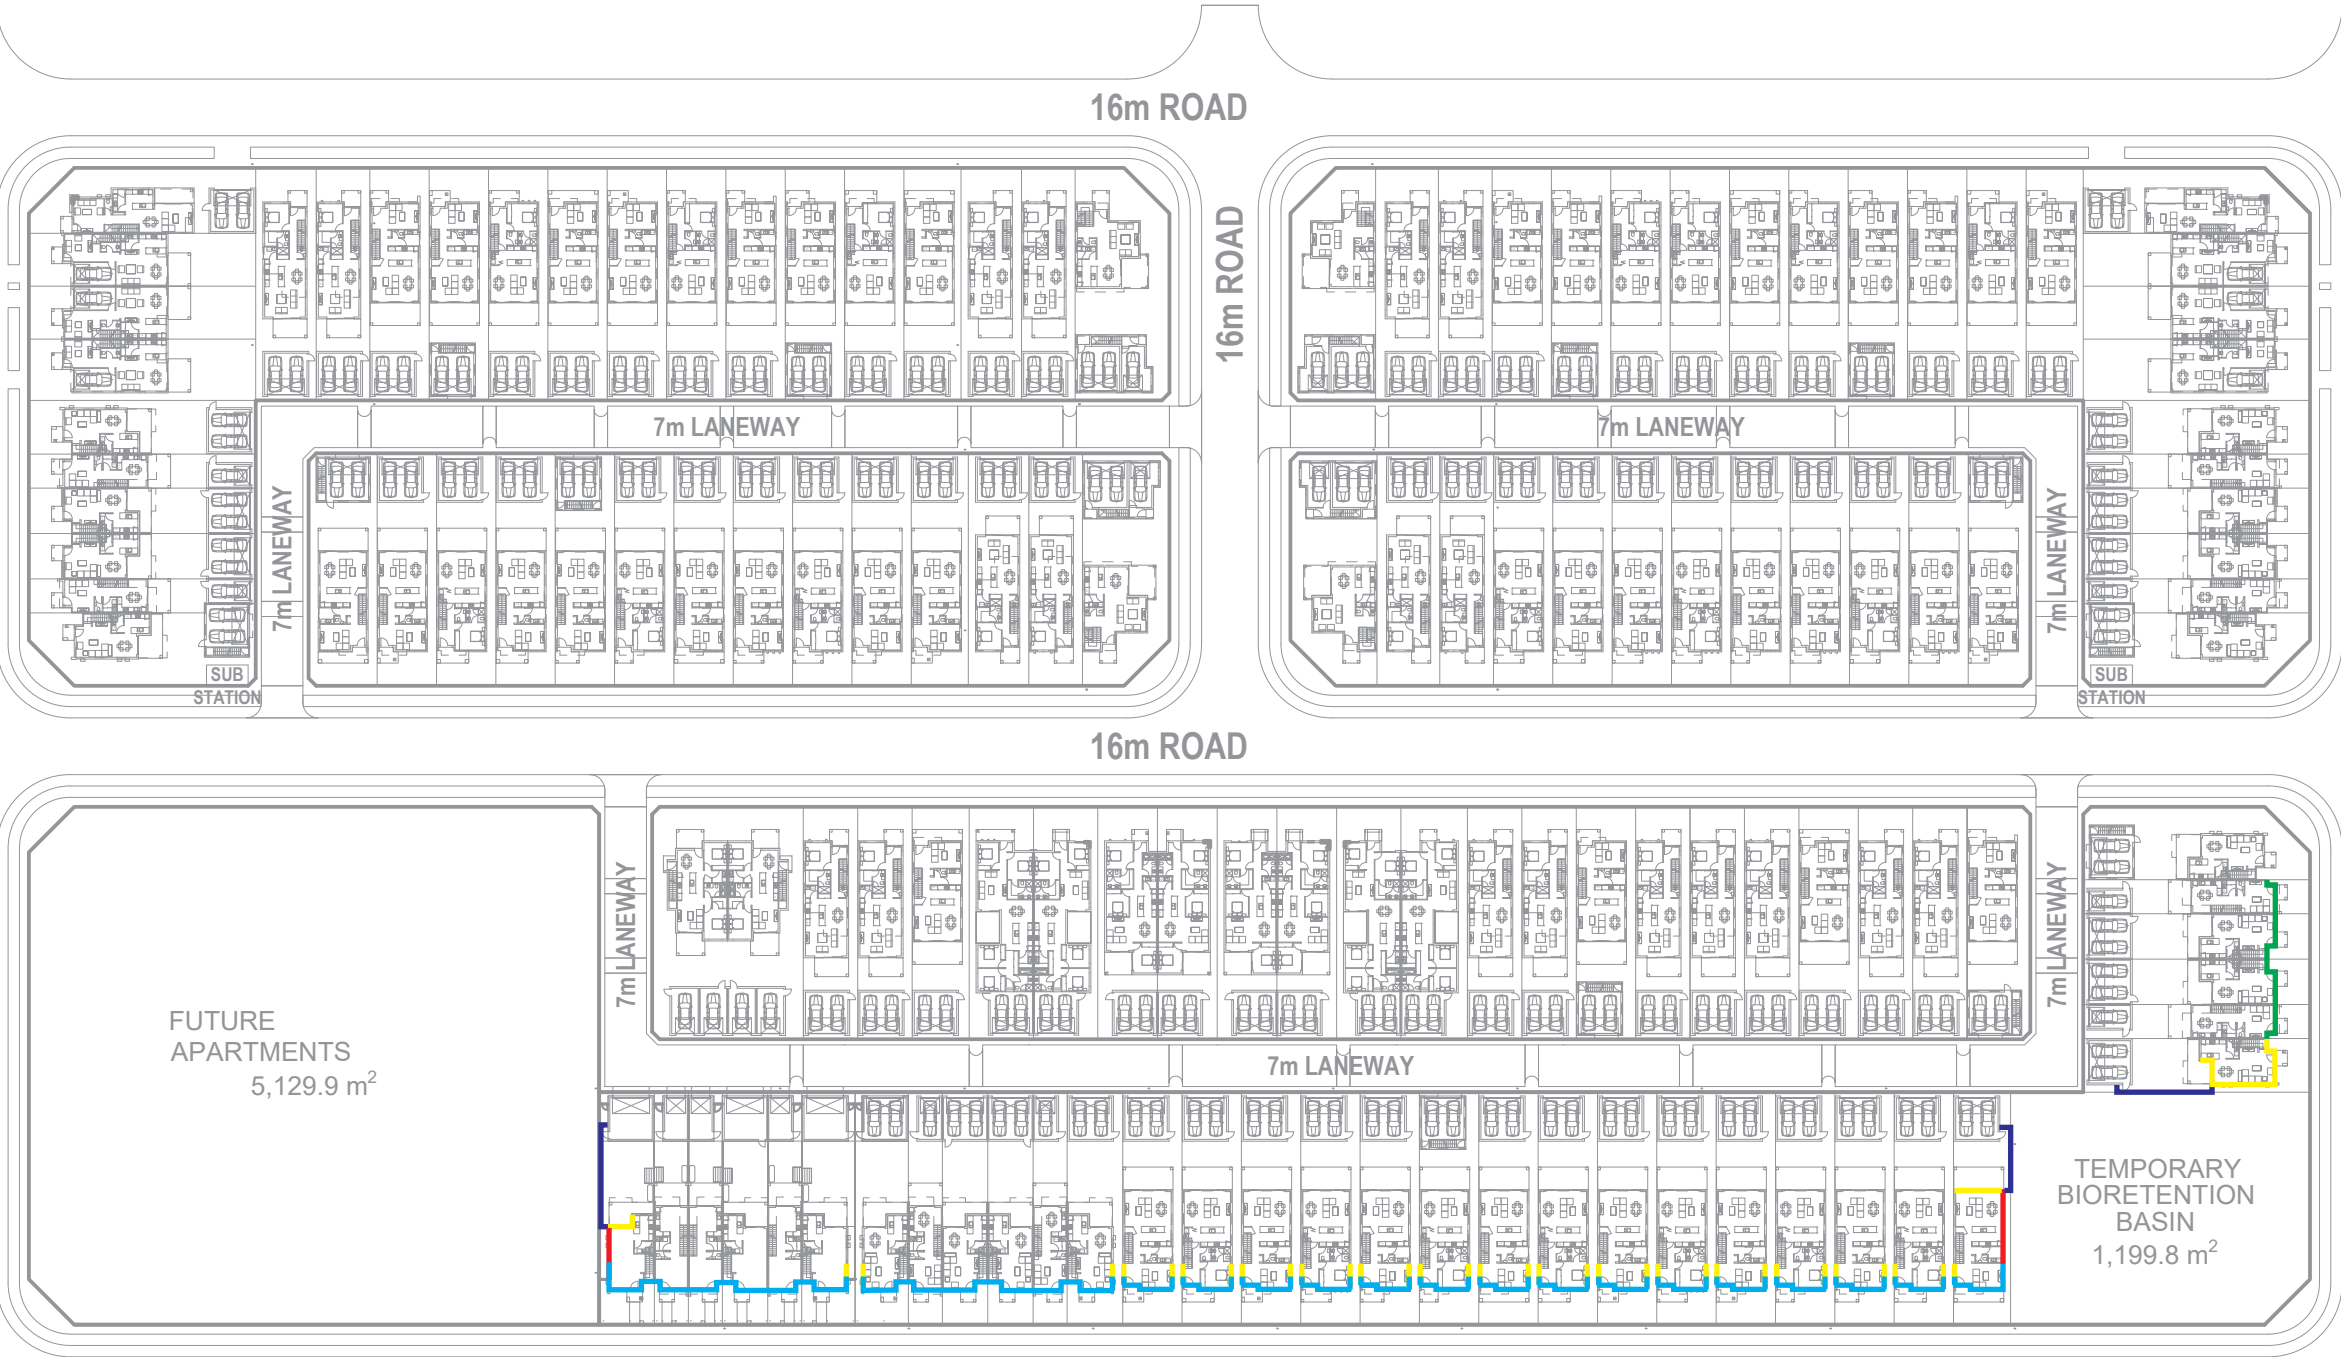 16m ROAD
16m ROAD
7m LANEWAY
7m LANEWAY
7m LANEWAY
7m LANEWAY
SUB
STATION
SUB
STATION
16m ROAD
7m LANEWAY
7m LANEWAY
FUTURE
APARTMENTS
5,129.9 m²
7m LANEWAY
TEMPORARY
BIORETENTION
BASIN
1,199.8 m²